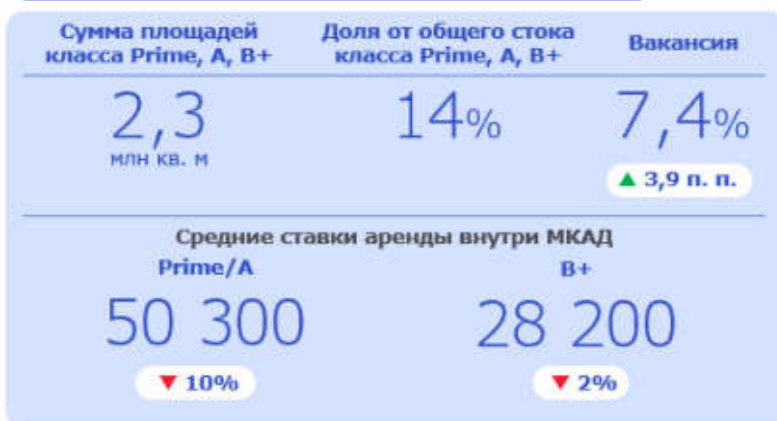 Сумма площадей Доля от общего стока Вакансия
класса Prime, A, B+ класса Prime, A, B+
2,3 14% 7,4%
млн кв. м
▲ 3,9 п. п.
Средние ставки аренды внутри МКАД
Prime/A B+
50 300 28 200
▼ 10% ▼ 2%